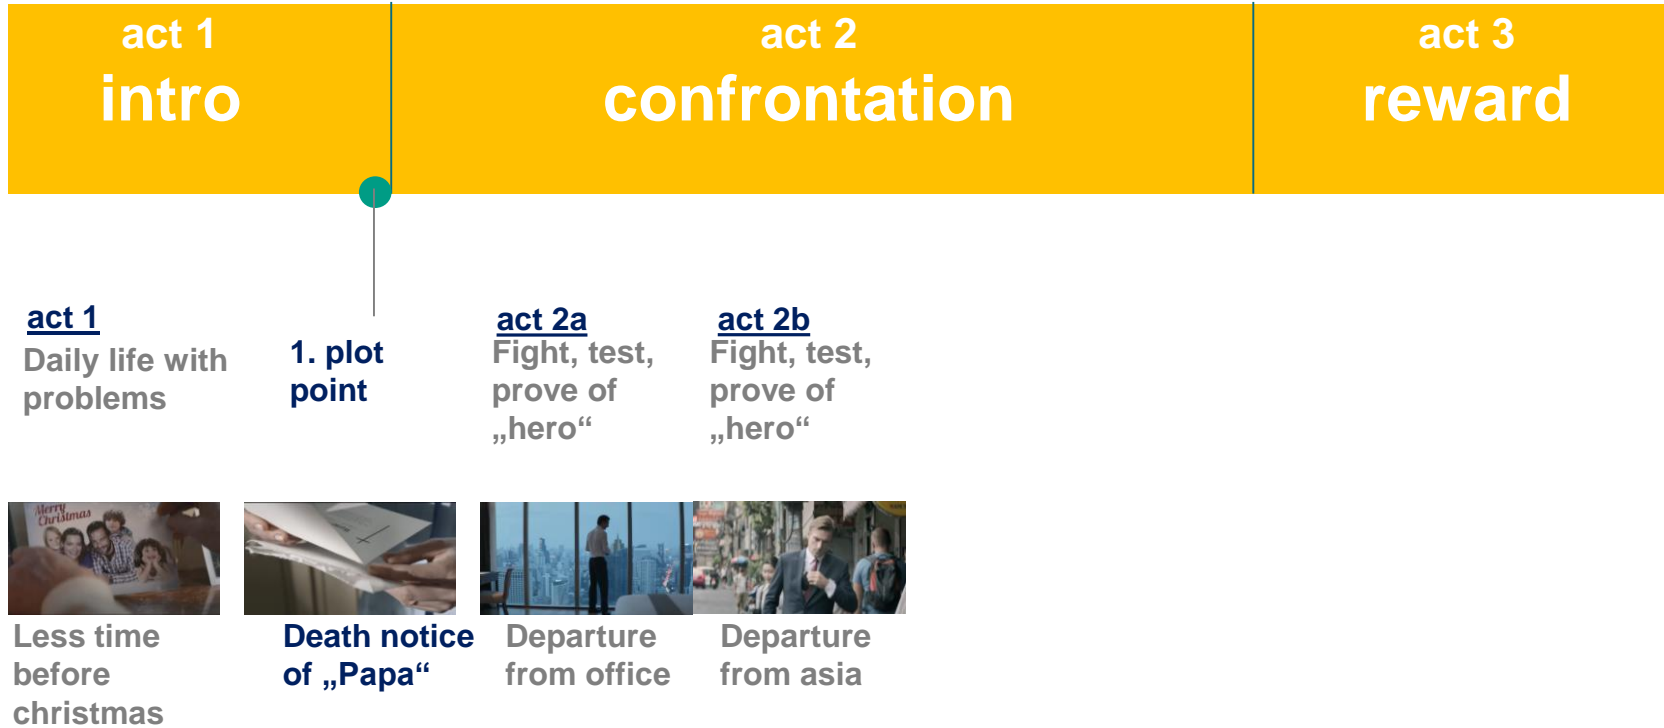 act 1
intro
act 2
confrontation
act 3
reward
act 1
Daily life with
problems
1. plot
point
act 2a
Fight, test,
prove of
„hero“
act 2b
Fight, test,
prove of
„hero“
Merry
Christmas
Less time
before
christmas
Death notice
of „Papa“
Departure
from office
Departure
from asia